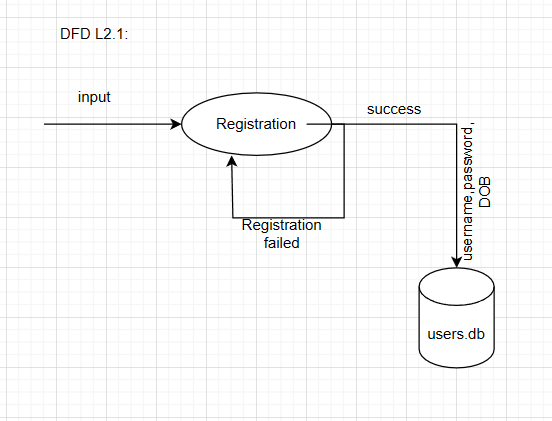 DFD L2.1:
input
Registration
success
username,password,
DOB
Registration
failed
users.db